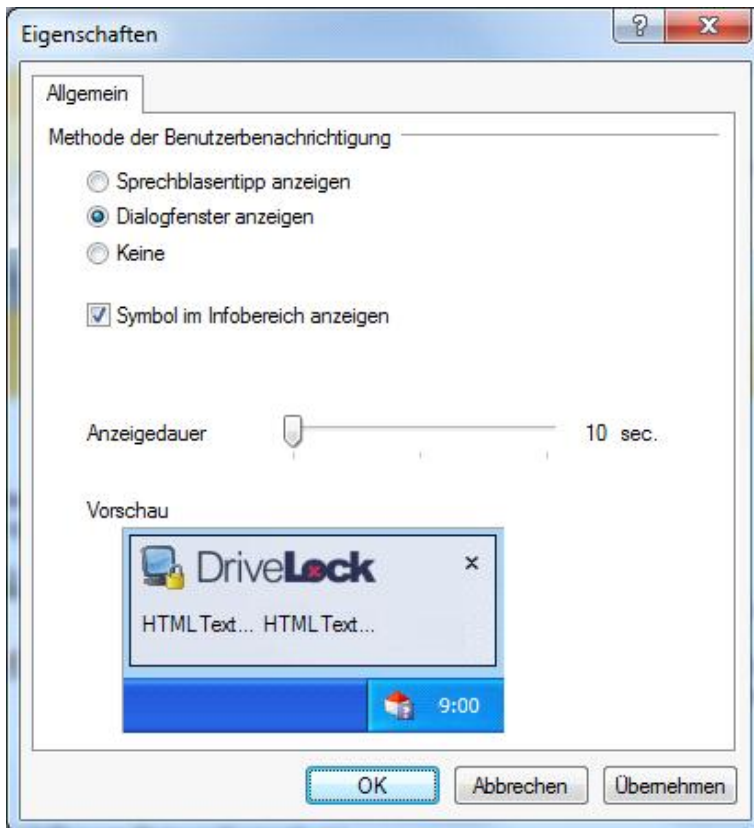 Eigenschaften
Allgemein
Methode der Benutzerbenachrichtigung
Sprechblasentipp anzeigen
Dialogfenster anzeigen
Keine
Symbol im Infobereich anzeigen
Anzeigedauer 10 sec.
Vorschau
DriveLock
HTML Text... HTML Text...
9:00
OK Abbrechen Übernehmen